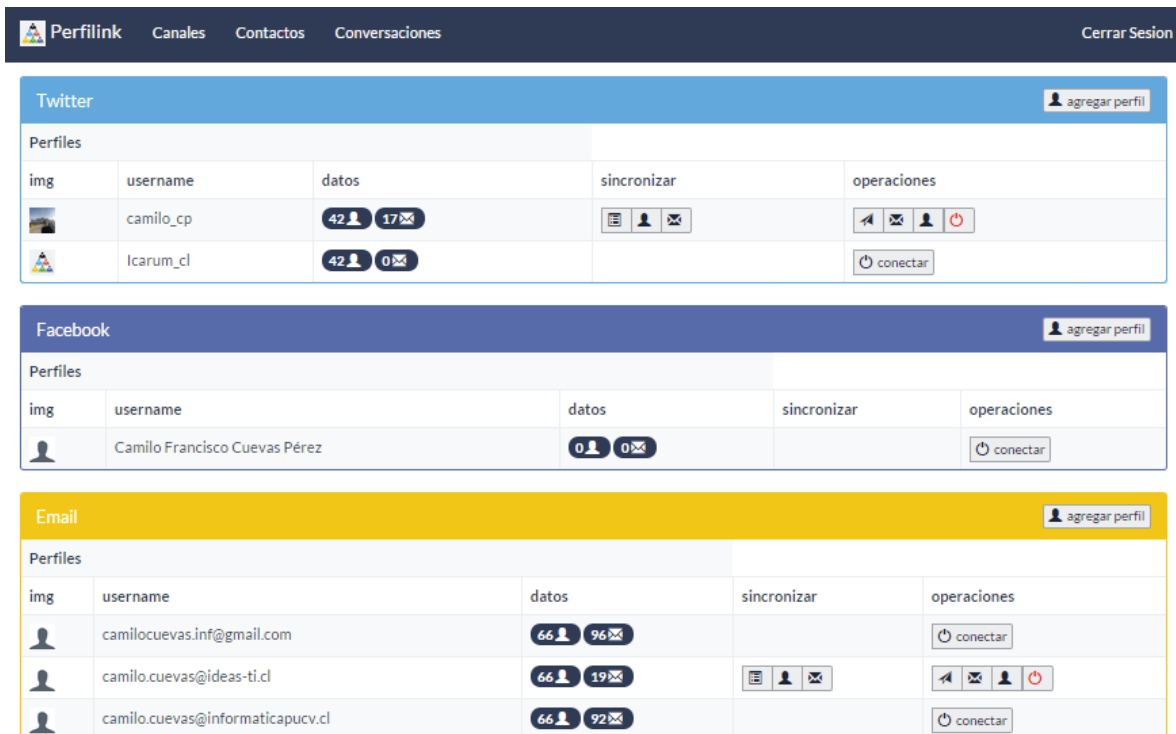 Perfilink Canales Contactos Conversaciones Cerrar Sesion
Twitter agregar perfil
Perfiles
img username datos sincronizar operaciones
camilo_cp 42 17
Icarum_cl 42 0 conectar
Facebook agregar perfil
Perfiles
img username datos sincronizar operaciones
Camilo Francisco Cuevas Pérez 0 0 conectar
Email agregar perfil
Perfiles
img username datos sincronizar operaciones
camilocuevas.inf@gmail.com 66 96 conectar
camilo.cuevas@ideas-ti.cl 66 19
camilo.cuevas@informaticapucv.cl 66 92 conectar